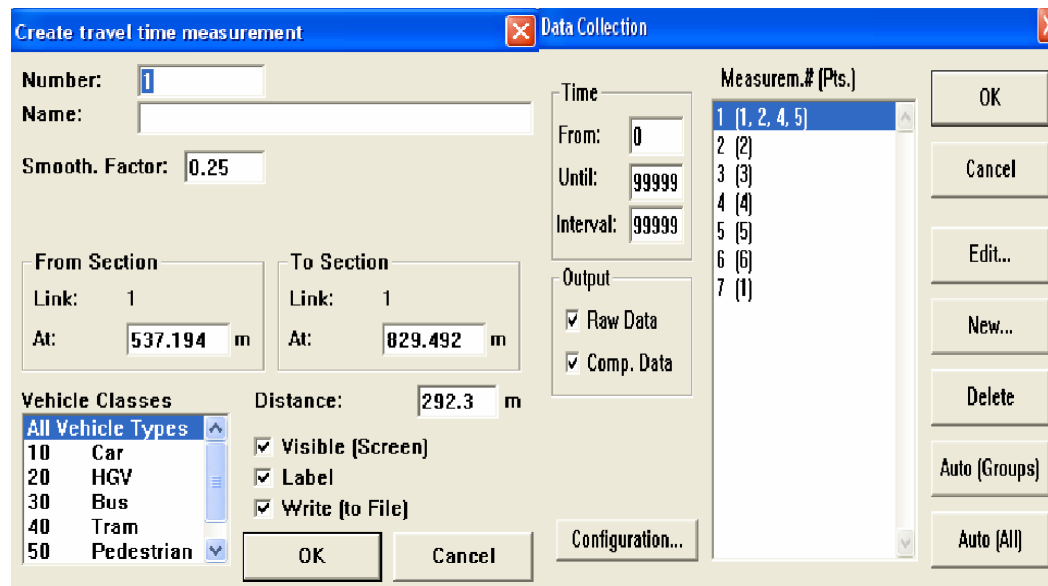 Create travel time measurement
Number: 1
Name:
Smooth. Factor: 0.25
From Section
Link: 1
At: 537.194 m
To Section
Link: 1
At: 829.492 m
Vehicle Classes
All Vehicle Types
10 Car
20 HGV
30 Bus
40 Tram
50 Pedestrian
Distance: 292.3 m
Visible (Screen)
Label
Write (to File)
OK
Cancel
Data Collection
Time
From: 0
Until: 99999
Interval: 99999
Output
Raw Data
Comp. Data
Configuration...
Measurem.# (Pts.)
1 (1, 2, 4, 5)
2 (2)
3 (3)
4 (4)
5 (5)
6 (6)
7 (1)
OK
Cancel
Edit...
New...
Delete
Auto (Groups)
Auto (All)